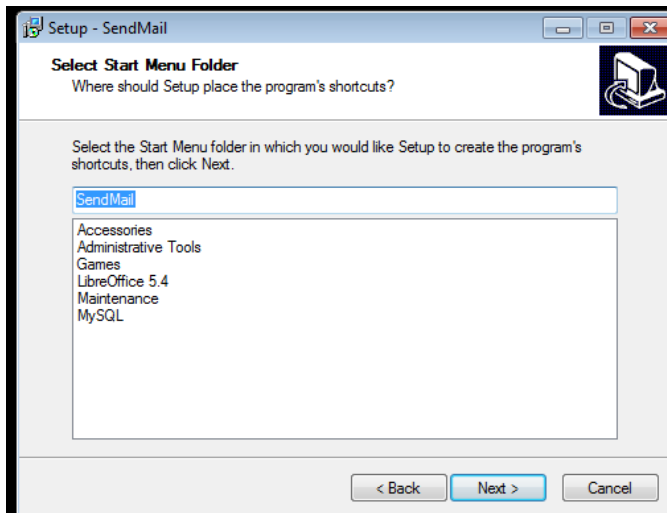 Setup - SendMail
Select Start Menu Folder
Where should Setup place the program's shortcuts?
Select the Start Menu folder in which you would like Setup to create the program's
shortcuts, then click Next.
SendMail
Accessories
Administrative Tools
Games
LibreOffice 5.4
Maintenance
MySQL
< Back Next > Cancel